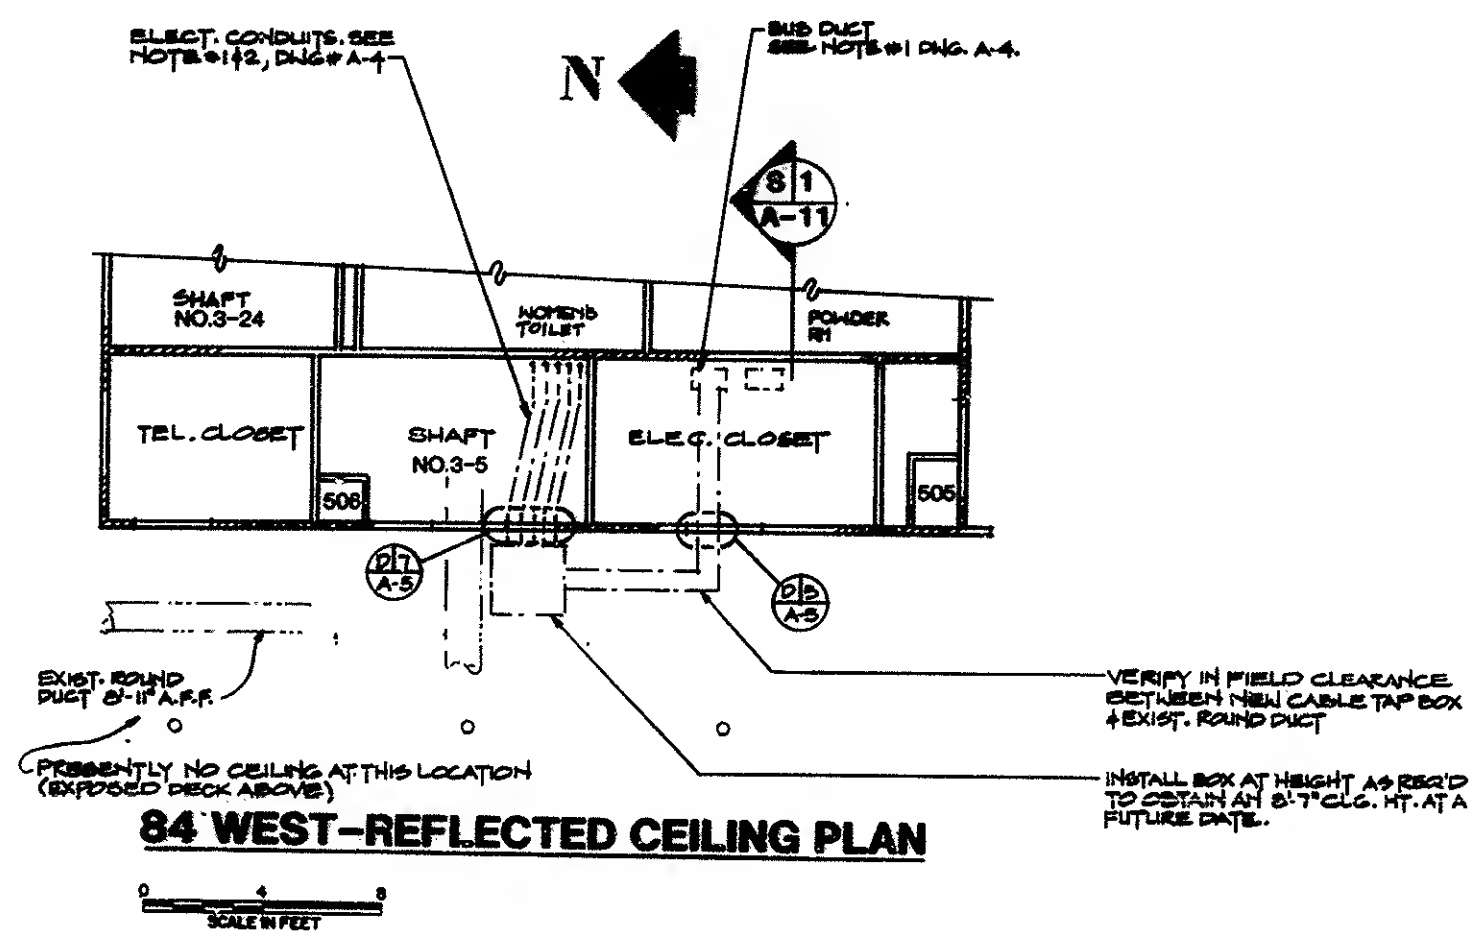 ELECT. CONDUITS. SEE
NOTE #1&2, DWG# A-4
N
SUB DUCT
SEE NOTE #1 DWG. A-4.
S 1
A-11
SHAFT
NO.3-24
WOMEN'S
TOILET
POWDER
RM
TEL. CLOSET
SHAFT
NO.3-5
ELEC. CLOSET
506
505
D 7
A-5
D 5
A-5
EXIST. ROUND
DUCT 8'-11" A.F.F.
PRESENTLY NO CEILING AT THIS LOCATION
(EXPOSED DECK ABOVE)
VERIFY IN FIELD CLEARANCE
BETWEEN NEW CABLE TAP BOX
& EXIST. ROUND DUCT
INSTALL BOX AT HEIGHT AS REQ'D
TO OBTAIN AN 8'-7" CLG. HT. AT A
FUTURE DATE.
84 WEST-REFLECTED CEILING PLAN
0 4 8
SCALE IN FEET